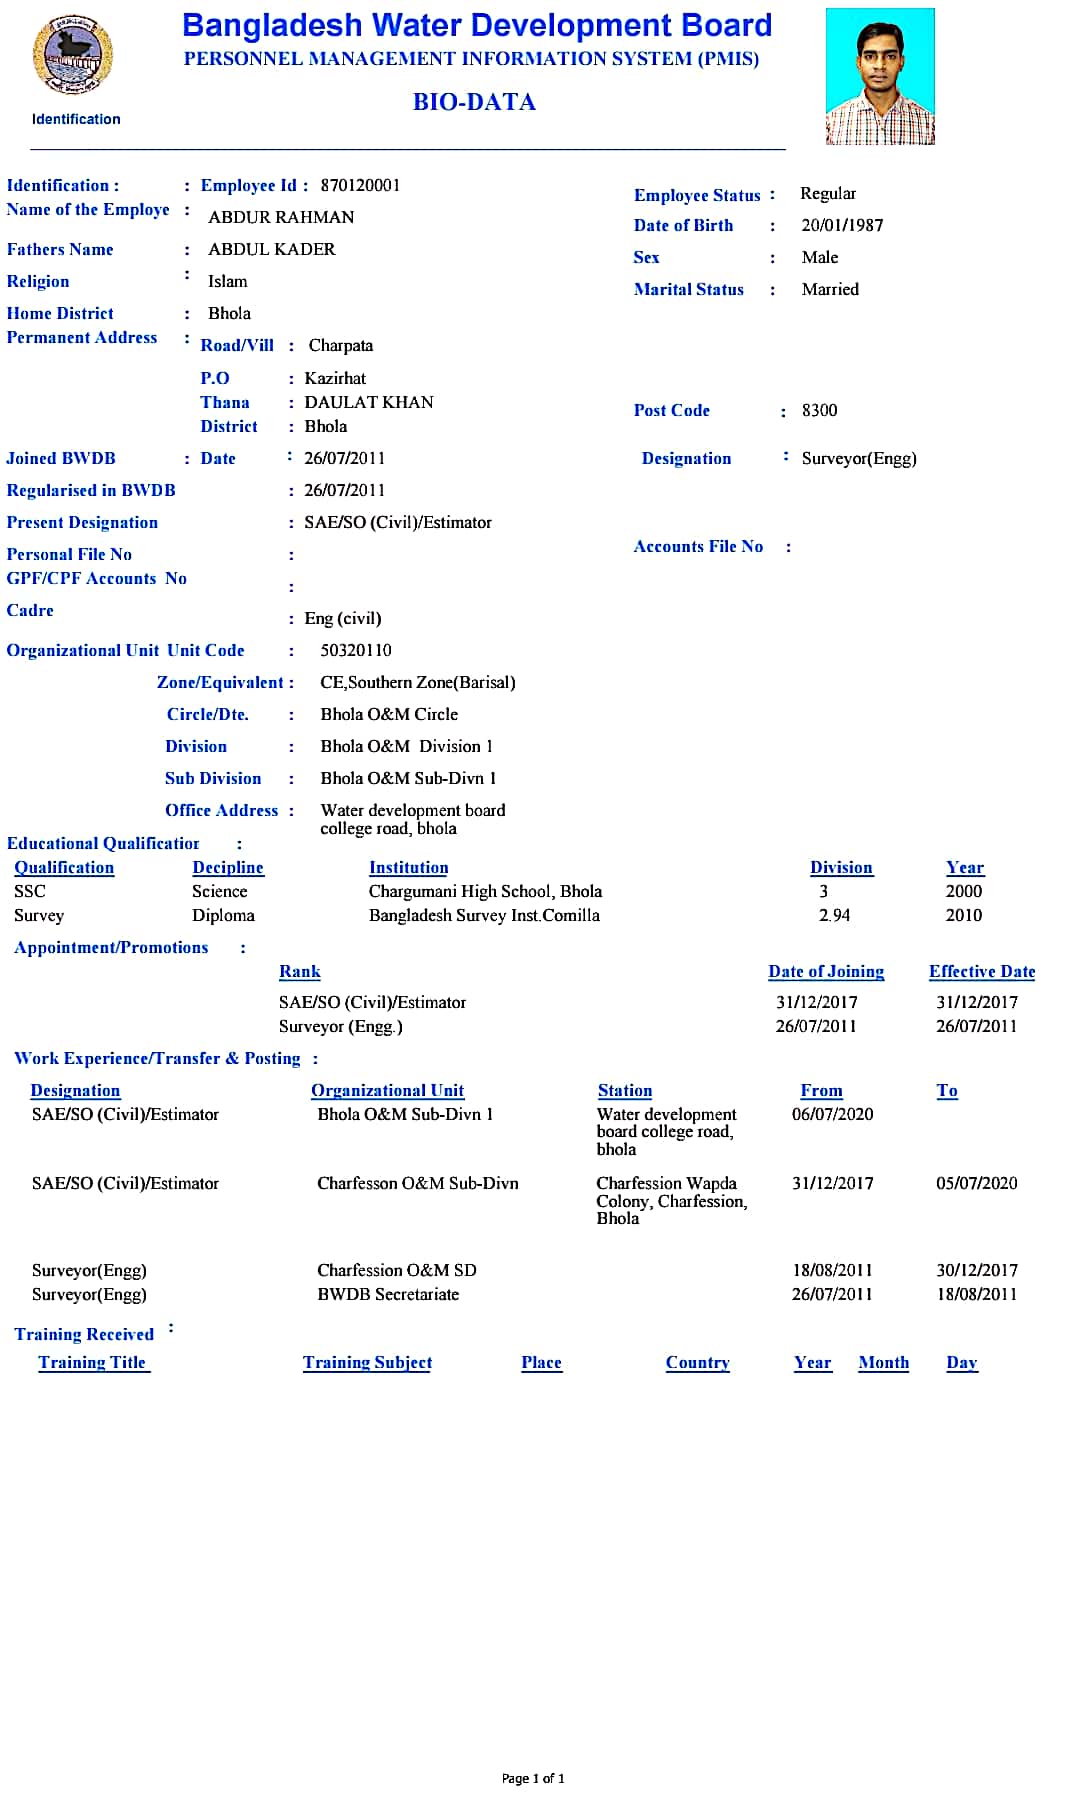 Bangladesh Water Development Board
PERSONNEL MANAGEMENT INFORMATION SYSTEM (PMIS)
BIO-DATA
Identification
Identification : : Employee Id : 870120001
Employee Status : Regular
Name of the Employe : ABDUR RAHMAN
Date of Birth : 20/01/1987
Fathers Name : ABDUL KADER
Sex : Male
Religion : Islam
Marital Status : Married
Home District : Bhola
Permanent Address : Road/Vill : Charpata
P.O : Kazirhat
Thana : DAULAT KHAN
Post Code : 8300
District : Bhola
Joined BWDB : Date : 26/07/2011 Designation : Surveyor(Engg)
Regularised in BWDB : 26/07/2011
Present Designation : SAE/SO (Civil)/Estimator
Personal File No : Accounts File No :
GPF/CPF Accounts No :
Cadre : Eng (civil)
Organizational Unit Unit Code : 50320110
Zone/Equivalent : CE,Southern Zone(Barisal)
Circle/Dte. : Bhola O&M Circle
Division : Bhola O&M Division 1
Sub Division : Bhola O&M Sub-Divn 1
Office Address : Water development board
college road, bhola
Educational Qualificatior :
Qualification Decipline Institution Division Year
SSC Science Chargumani High School, Bhola 3 2000
Survey Diploma Bangladesh Survey Inst.Comilla 2.94 2010
Appointment/Promotions :
Rank Date of Joining Effective Date
SAE/SO (Civil)/Estimator 31/12/2017 31/12/2017
Surveyor (Engg.) 26/07/2011 26/07/2011
Work Experience/Transfer & Posting :
Designation Organizational Unit Station From To
SAE/SO (Civil)/Estimator Bhola O&M Sub-Divn 1 Water development 06/07/2020
board college road,
bhola
SAE/SO (Civil)/Estimator Charfesson O&M Sub-Divn Charfession Wapda 31/12/2017 05/07/2020
Colony, Charfession,
Bhola
Surveyor(Engg) Charfession O&M SD 18/08/2011 30/12/2017
Surveyor(Engg) BWDB Secretariate 26/07/2011 18/08/2011
Training Received :
Training Title Training Subject Place Country Year Month Day
Page 1 of 1